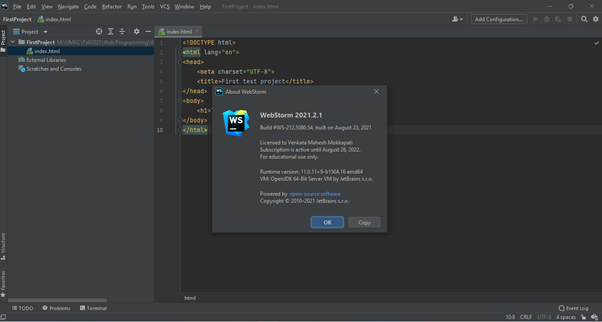 File Edit View Navigate Code Refactor Run Tools VCS Window Help FirstProject - index.html
FirstProject index.html
Add Configuration...
Project
Project
index.html
FirstProject
index.html
External Libraries
Scratches and Consoles
1 <!DOCTYPE html>
2 <html lang="en">
3 <head>
4 <meta charset="UTF-8">
5 <title>First test project</title>
6 </head>
7 <body>
8 <h1>
9 </body>
10 </html>
About WebStorm
WS
WebStorm 2021.2.1
Build #WS-212.5080.54, built on August 23, 2021
Licensed to Venkata Mahesh Mokkapati
Subscription is active until August 26, 2022.
For educational use only.
Runtime version: 11.0.11+9-b1504.16 amd64
VM: OpenJDK 64-Bit Server VM by JetBrains s.r.o.
Powered by open-source software
Copyright © 2010–2021 JetBrains s.r.o.
OK
Copy
Structure
Favorites
html
TODO Problems Terminal Event Log
10:8 CRLF UTF-8 4 spaces